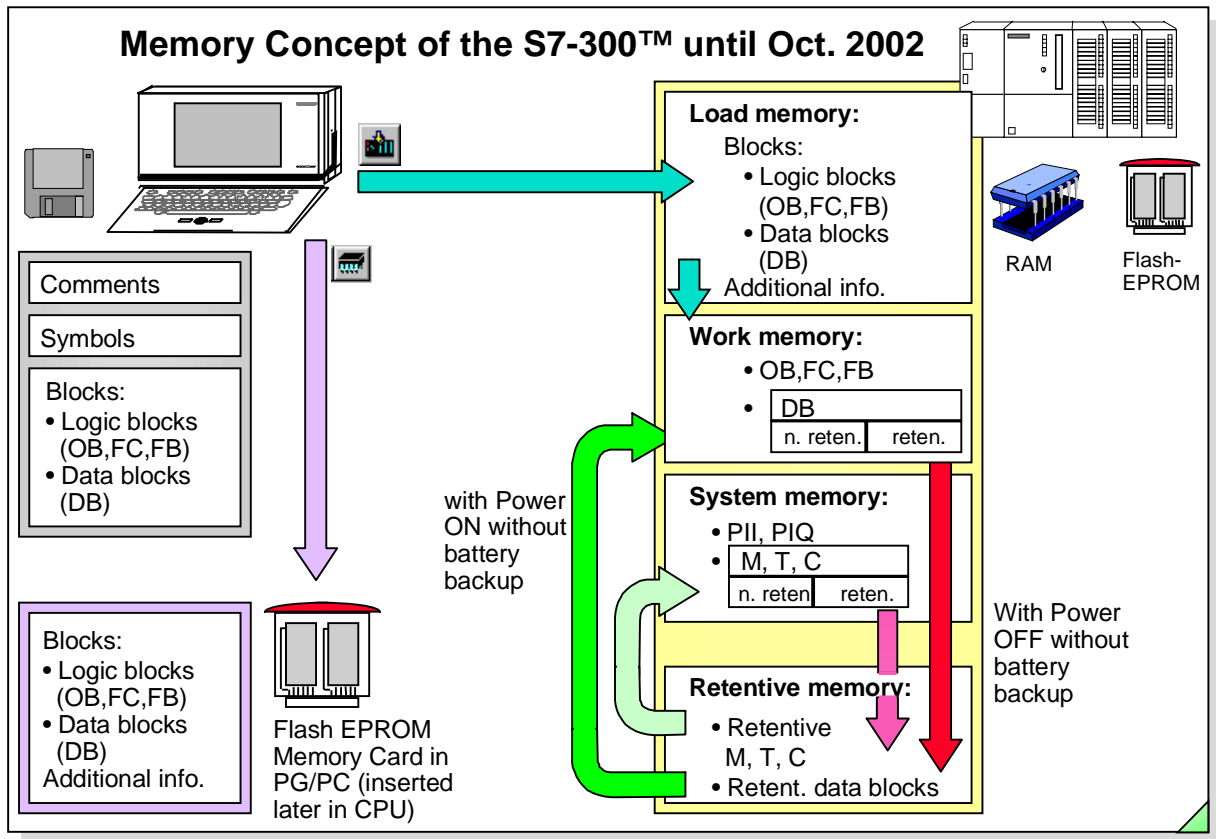 Memory Concept of the S7-300™ until Oct. 2002
Comments
Symbols
Blocks:
• Logic blocks
(OB,FC,FB)
• Data blocks
(DB)
Blocks:
• Logic blocks
(OB,FC,FB)
• Data blocks
(DB)
Additional info.
Flash EPROM
Memory Card in
PG/PC (inserted
later in CPU)
with Power
ON without
battery
backup
Load memory:
Blocks:
• Logic blocks
(OB,FC,FB)
• Data blocks
(DB)
Additional info.
Work memory:
• OB,FC,FB
• DB
n. reten. reten.
System memory:
• PII, PIQ
• M, T, C
n. reten reten.
Retentive memory:
• Retentive
M, T, C
• Retent. data blocks
RAM
Flash-
EPROM
With Power
OFF without
battery
backup